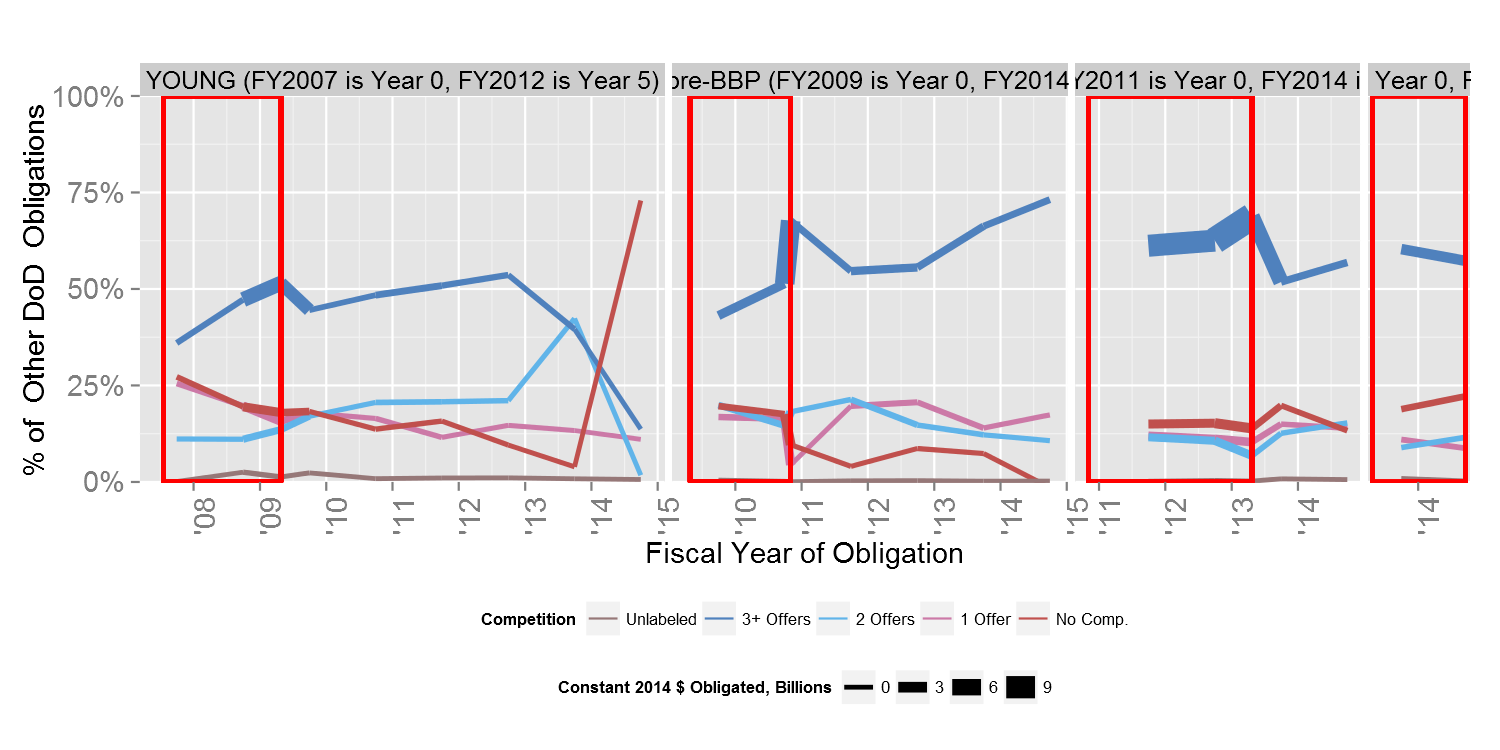 YOUNG (FY2007 is Year 0, FY2012 is Year 5)
pre-BBP (FY2009 is Year 0, FY2014
Y2011 is Year 0, FY2014 i
Year 0, F
% of Other DoD Obligations
100%
75%
50%
25%
0%
'08 '09 '10 '11 '12 '13 '14 '15
'10 '11 '12 '13 '14 '15
'11 '12 '13 '14
'14
Fiscal Year of Obligation
Competition Unlabeled 3+ Offers 2 Offers 1 Offer No Comp.
Constant 2014 $ Obligated, Billions 0 3 6 9